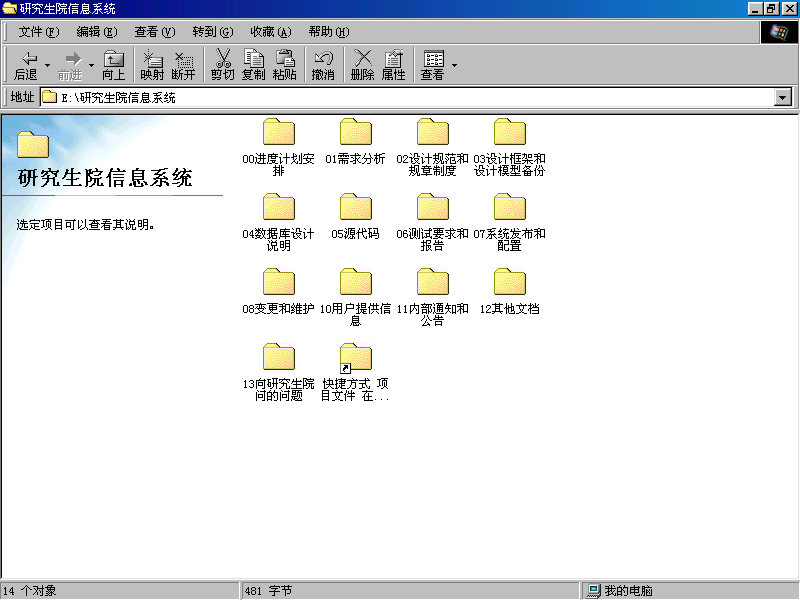 研究生院信息系统
文件(F) 编辑(E) 查看(V) 转到(G) 收藏(A) 帮助(H)
后退 前进 向上 映射 断开 剪切 复制 粘贴 撤消 删除 属性 查看
地址 E:\研究生院信息系统
研究生院信息系统
选定项目可以查看其说明。
00进度计划安
排
01需求分析
02设计规范和
规章制度
03设计框架和
设计模型备份
04数据库设计
说明
05源代码
06测试要求和
报告
07系统发布和
配置
08变更和维护
10用户提供信
息
11内部通知和
公告
12其他文档
13向研究生院
问的问题
快捷方式 项
目文件 在...
14 个对象 481 字节 我的电脑